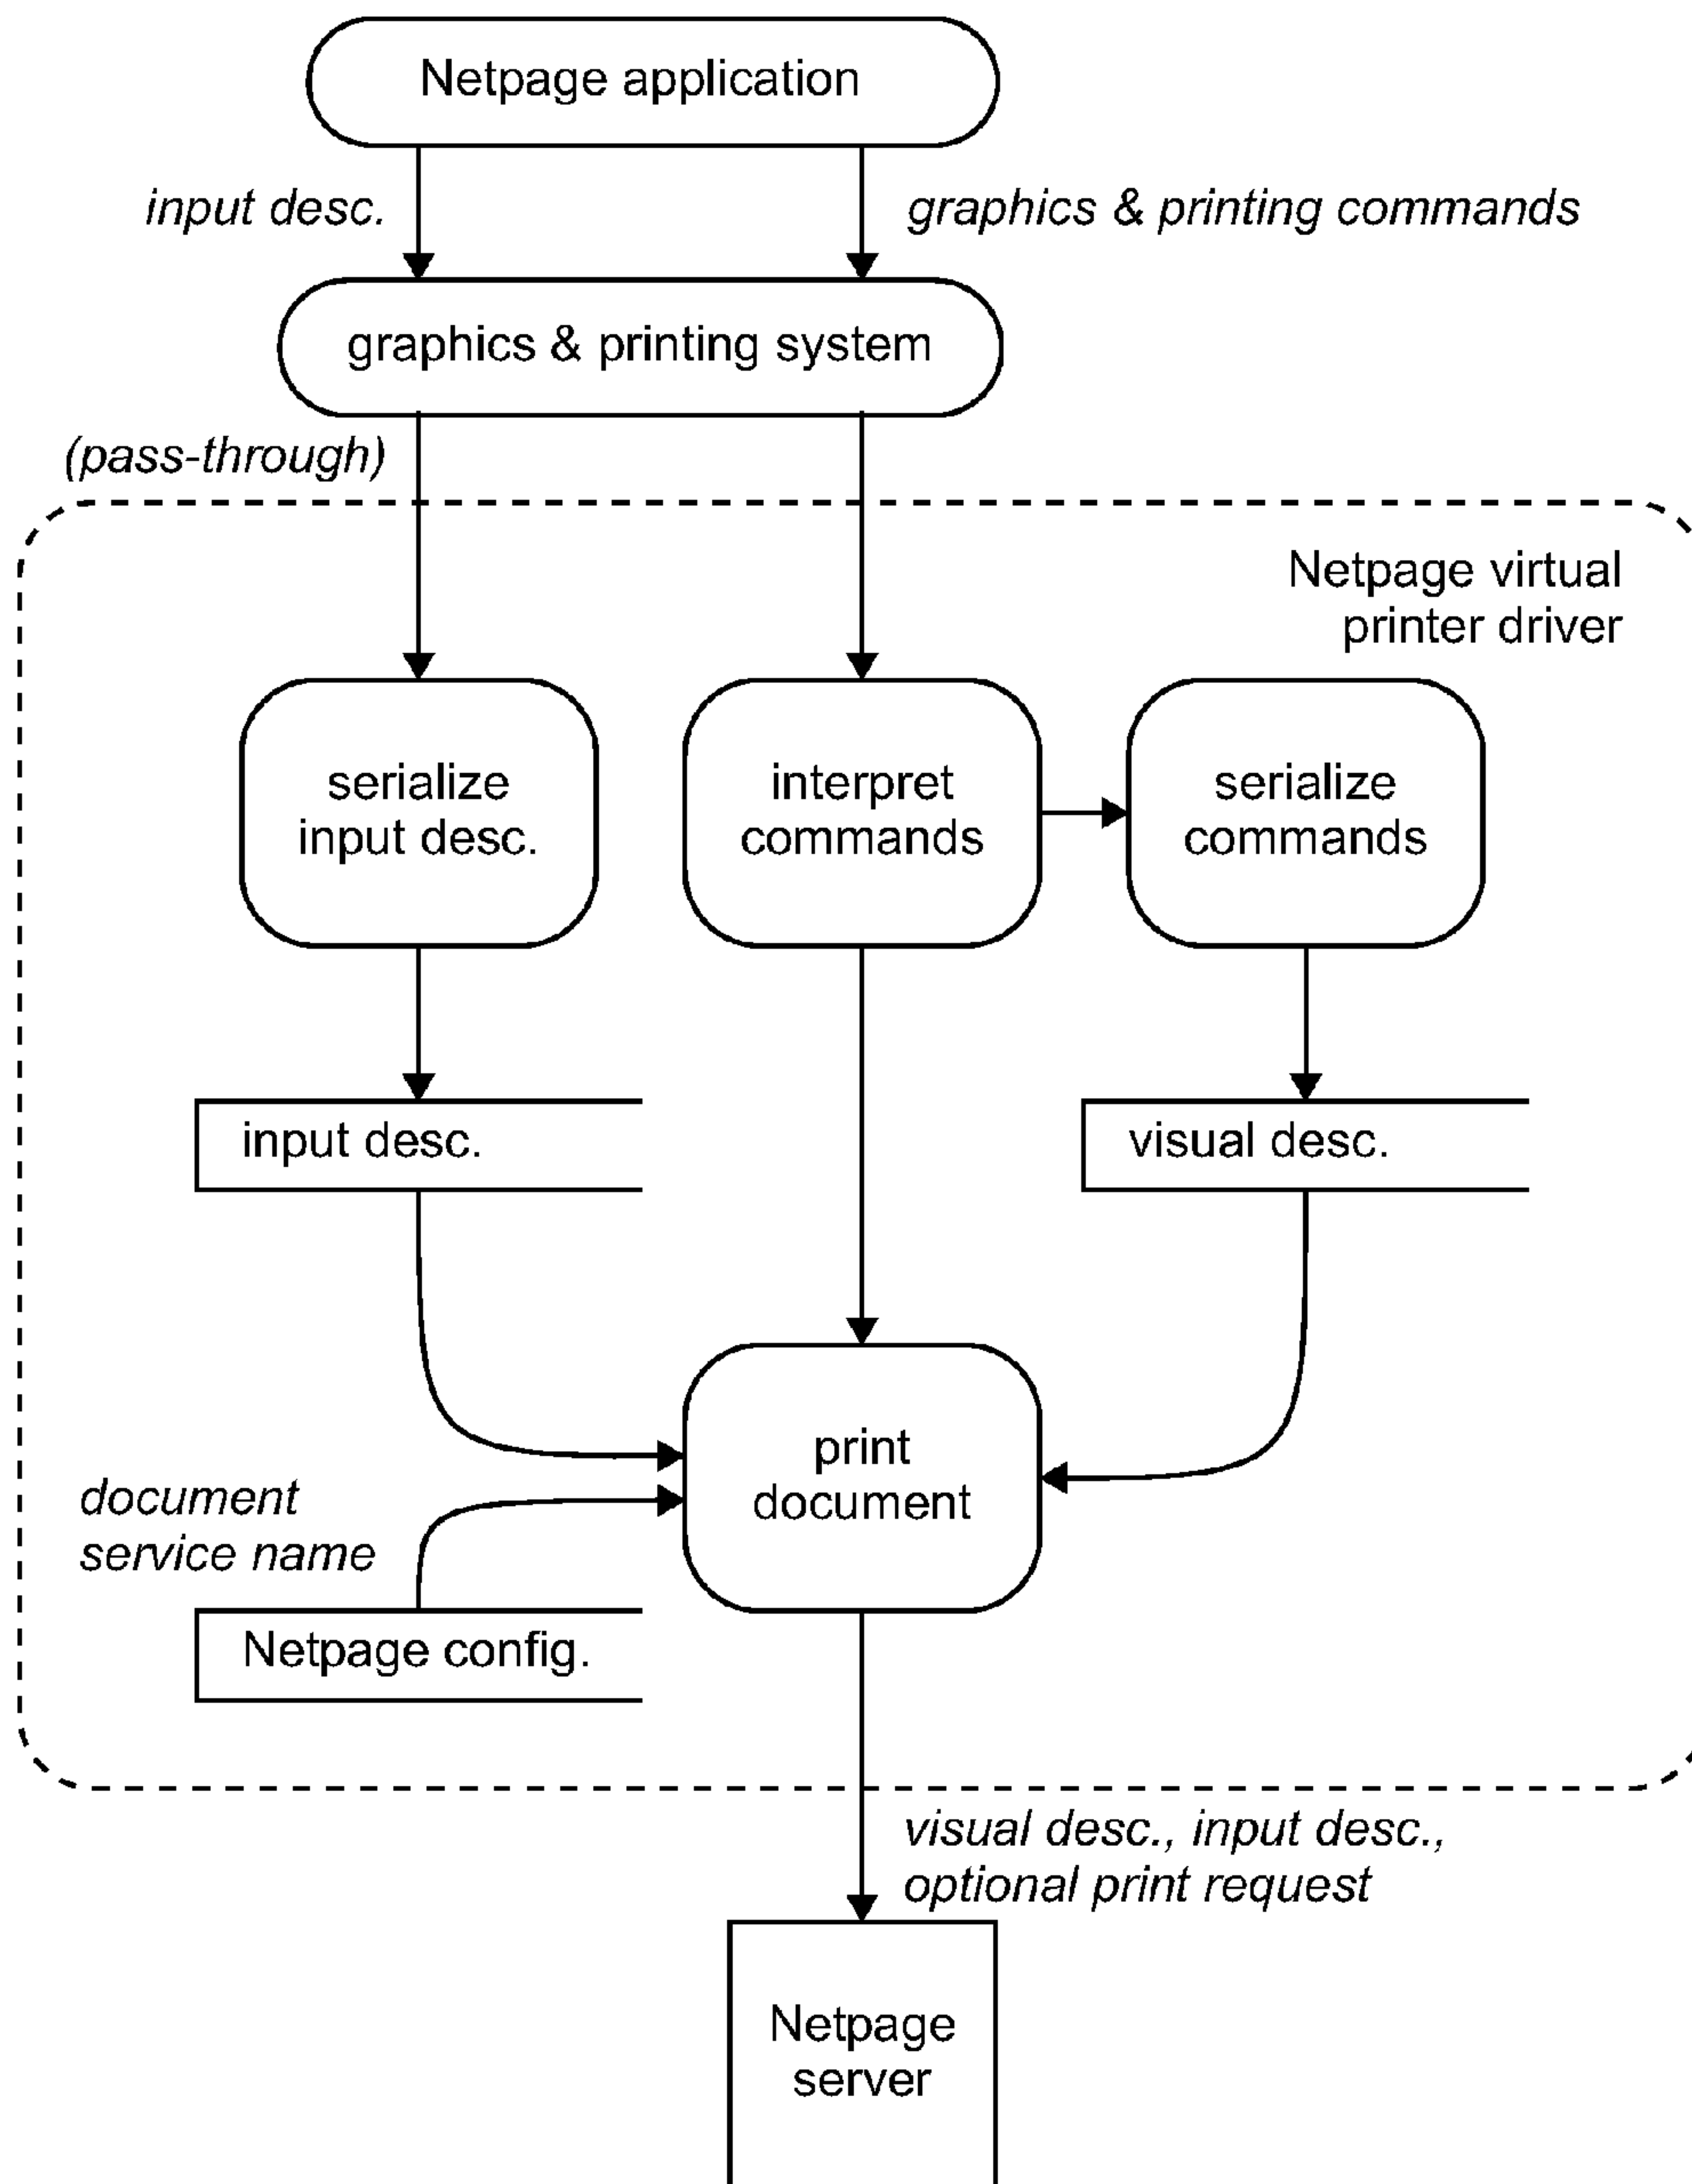 Netpage application
input desc.
graphics & printing commands
graphics & printing system
(pass-through)
Netpage virtual
printer driver
serialize
input desc.
interpret
commands
serialize
commands
input desc.
visual desc.
print
document
document
service name
Netpage config.
visual desc., input desc.,
optional print request
Netpage
server